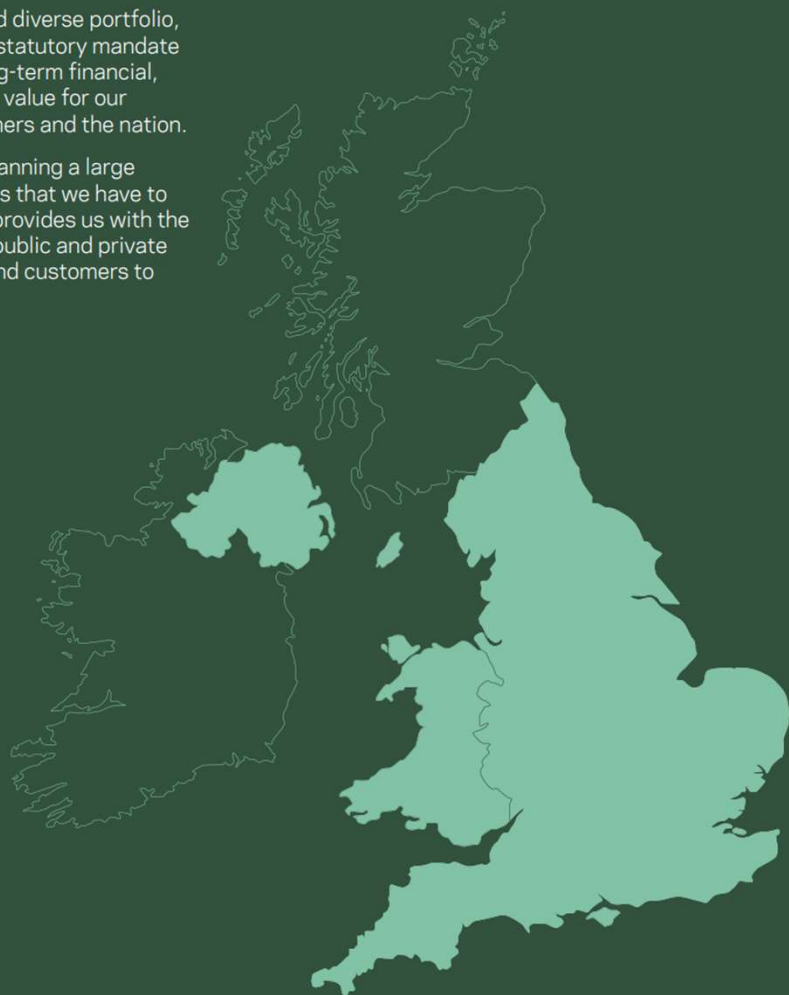 d diverse portfolio,
statutory mandate
g-term financial,
value for our
ners and the nation.
anning a large
s that we have to
provides us with the
public and private
nd customers to